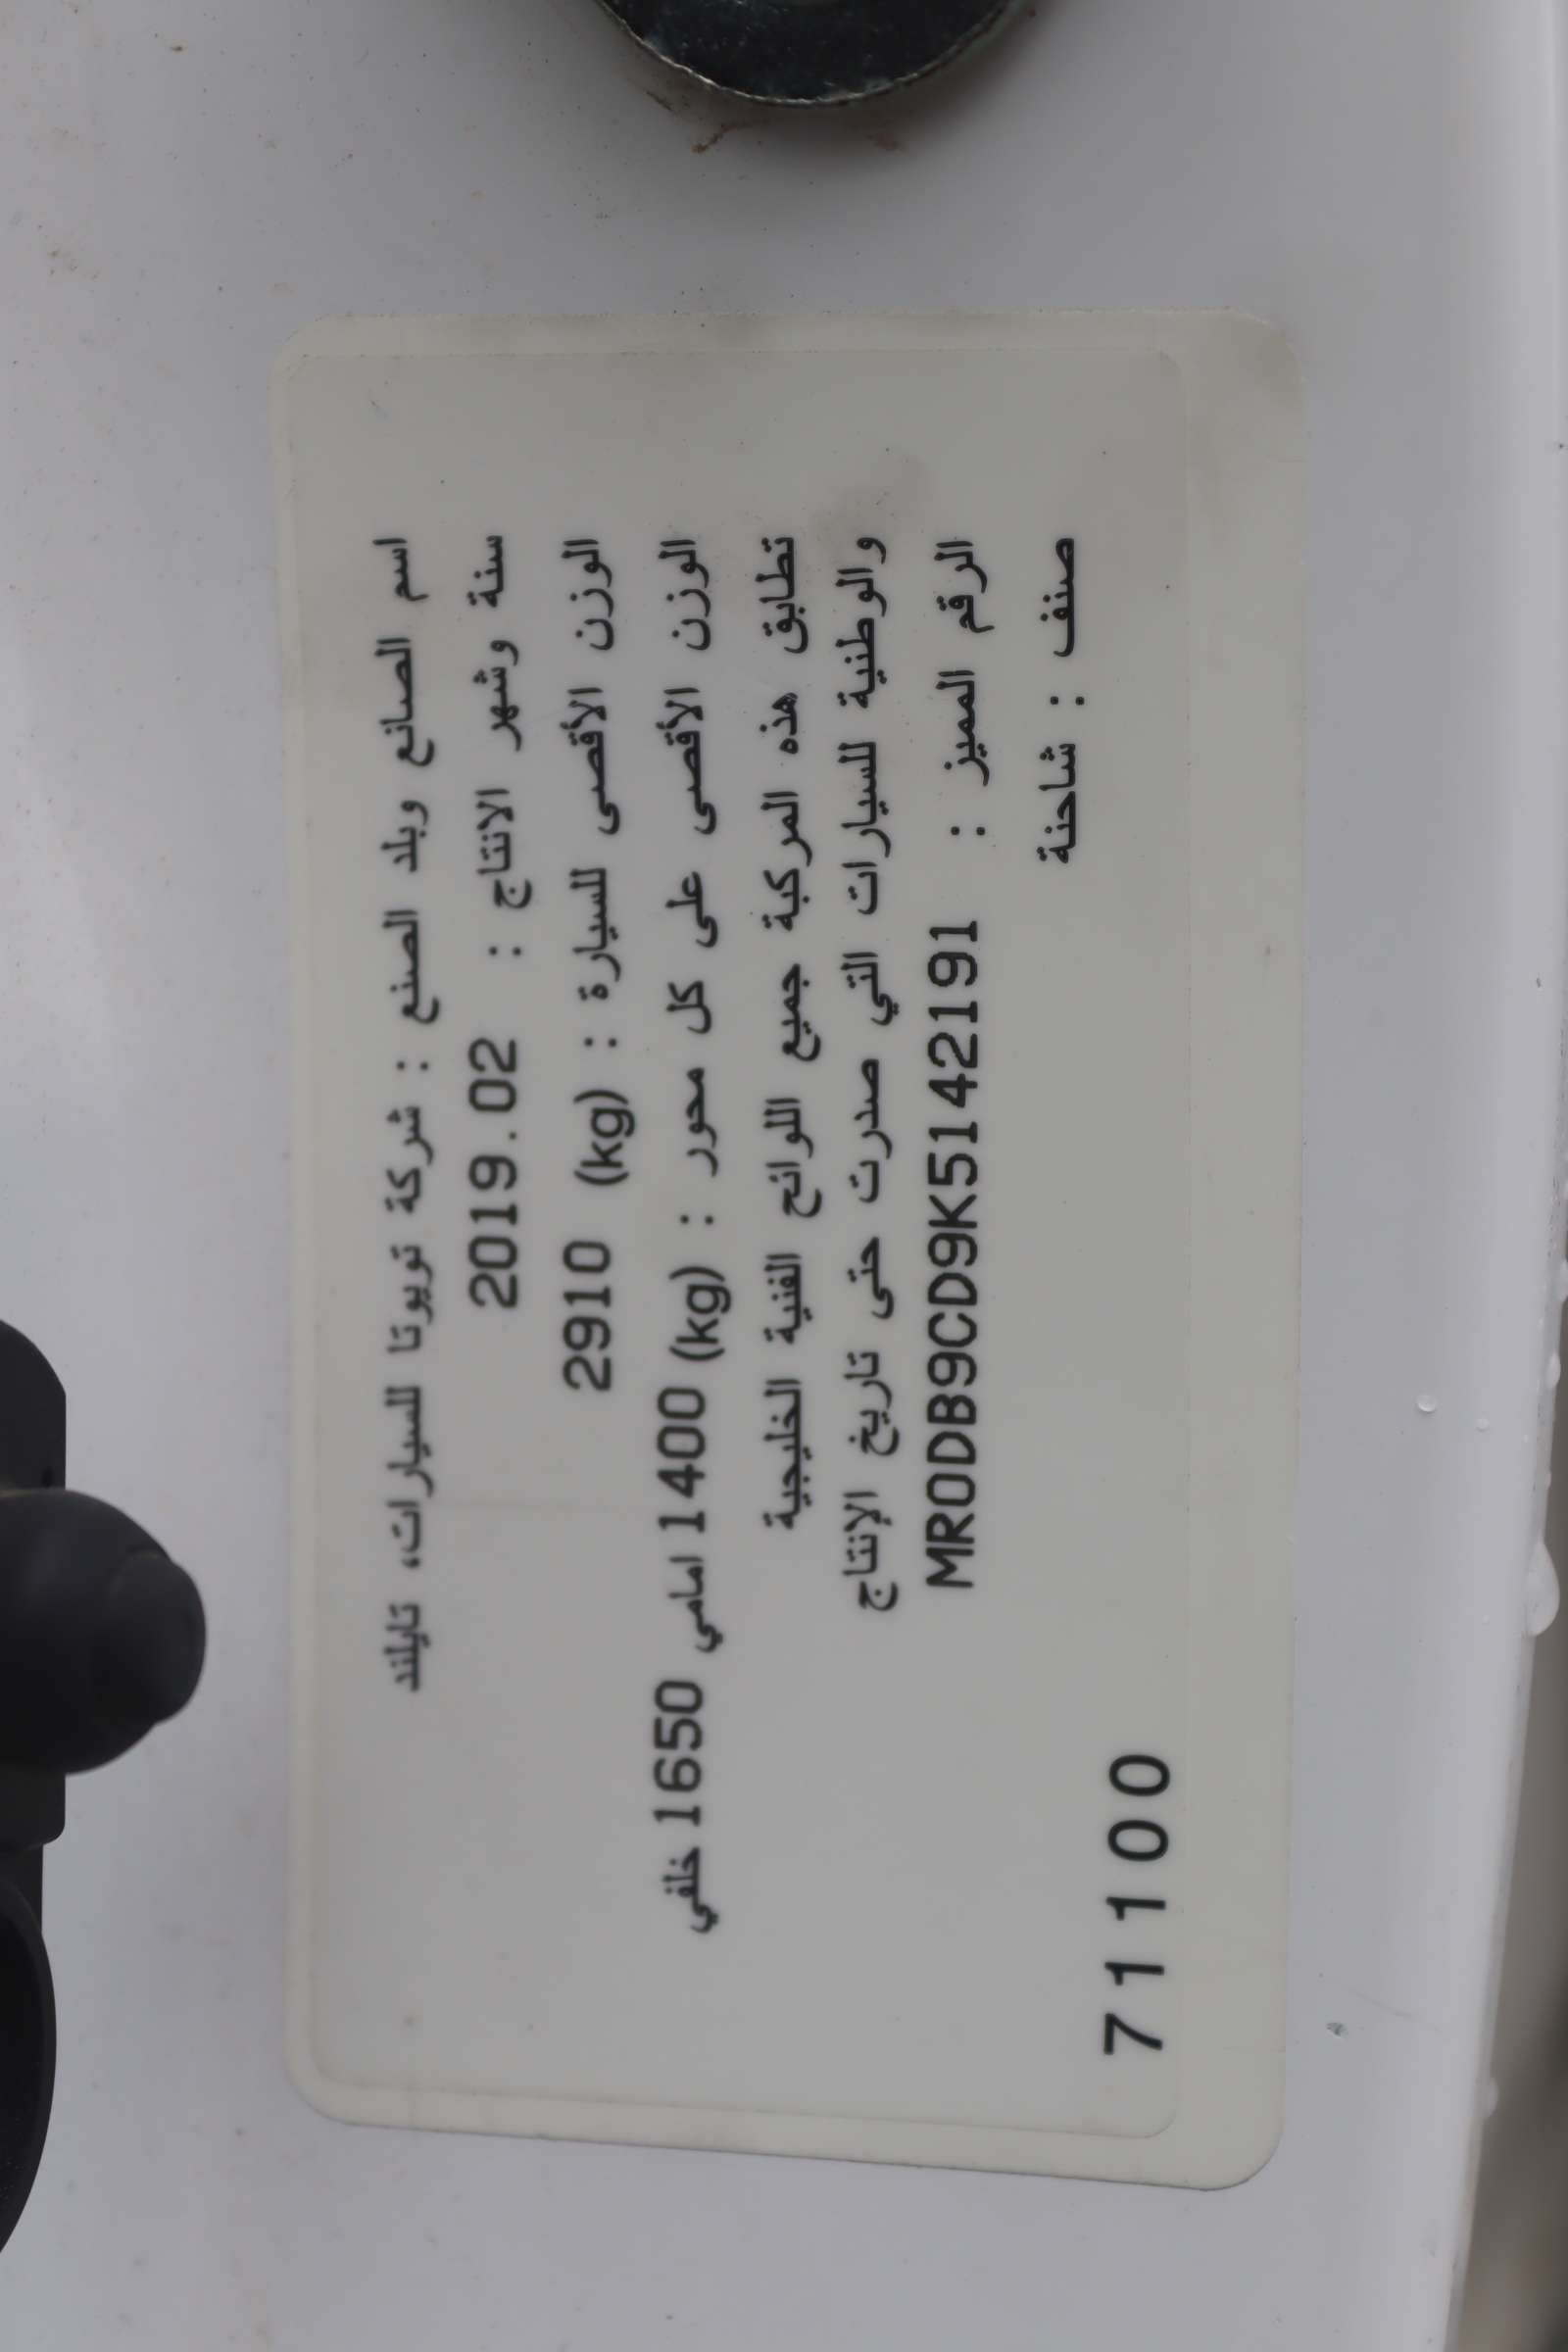 اسم الصانع وبلد الصنع : شركة تويوتا للسيارات، تايلند
سنة وشهر الانتاج : 2019.02
الوزن الأقصى للسيارة : (kg) 2910
الوزن الأقصى على كل محور : (kg) 1400 امامي 1650 خلفي
تطابق هذه المركبة جميع اللوائح الفنية الخليجية
والوطنية للسيارات التي صدرت حتى تاريخ الإنتاج
الرقم المميز : MR0DB9CD9K5142191
صنف : شاحنة
71100